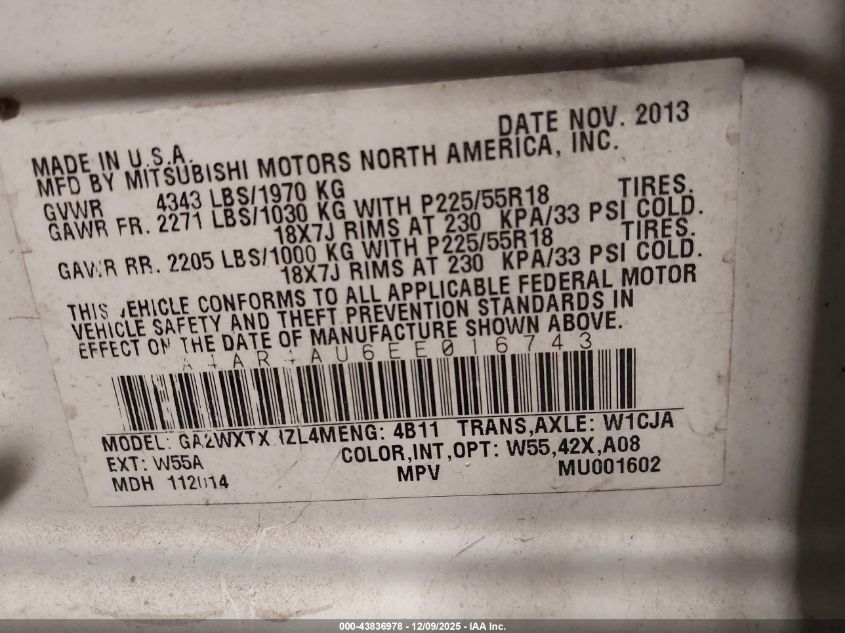 DATE NOV. 2013
MADE IN U.S.A.
MFD BY MITSUBISHI MOTORS NORTH AMERICA, INC.
GVWR 4343 LBS/1970 KG
GAWR FR. 2271 LBS/1030 KG WITH P225/55R18 TIRES.
18X7J RIMS AT 230 KPA/33 PSI COLD.
GAWR RR. 2205 LBS/1000 KG WITH P225/55R18 TIRES.
18X7J RIMS AT 230 KPA/33 PSI COLD.
THIS VEHICLE CONFORMS TO ALL APPLICABLE FEDERAL MOTOR
VEHICLE SAFETY AND THEFT PREVENTION STANDARDS IN
EFFECT ON THE DATE OF MANUFACTURE SHOWN ABOVE.
MODEL: ENG: 4B11 TRANS,AXLE: W1CJA
EXT: W55A COLOR,INT,OPT: W55,42X,A08
MDH 112014 MPV MU001602
000-43836978 - 12/09/2025 - IAA Inc.